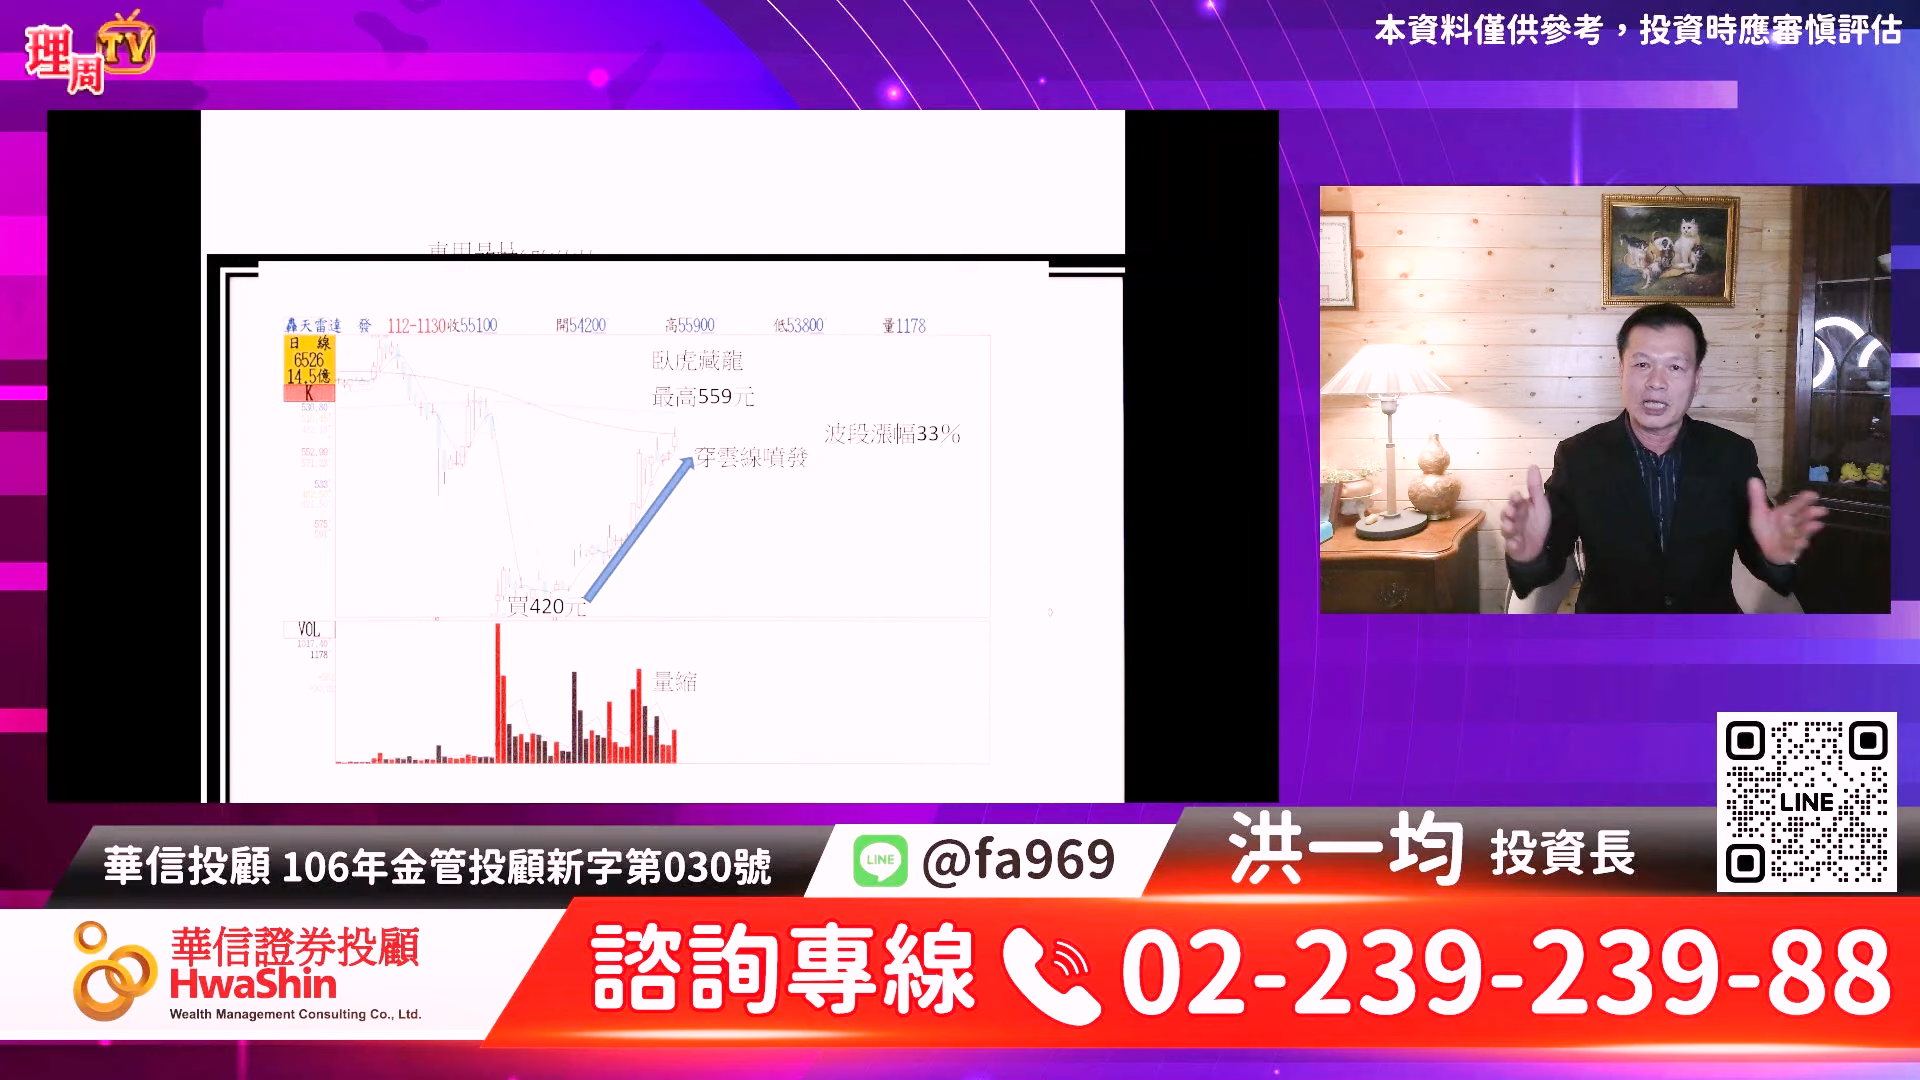 理周TV
本資料僅供參考，投資時應審慎評估
轟天雷達 發 112-1130收55100 開54200 高55900 低53800 量1178
日 線
6526
14.5億
K
臥虎藏龍
最高559元
波段漲幅33%
穿雲線噴發
533
575
買420元
VOL
1178
量縮
LINE
華信投顧 106年金管投顧新字第030號
LINE @fa969
洪一均 投資長
華信證券投顧
HwaShin
Wealth Management Consulting Co., Ltd.
諮詢專線 02-239-239-88